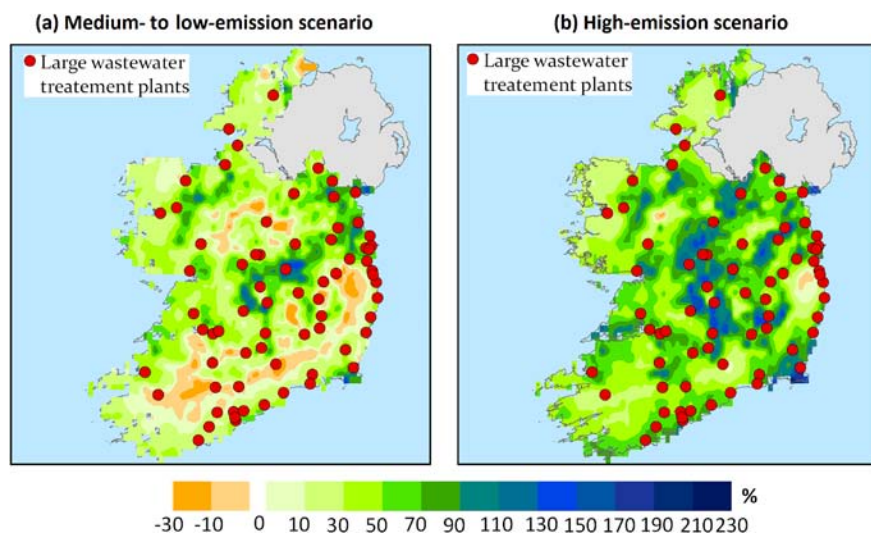 (a) Medium- to low-emission scenario
(b) High-emission scenario
Large wastewater
treatement plants
Large wastewater
treatement plants
%
-30 -10 0 10 30 50 70 90 110 130 150 170 190 210 230